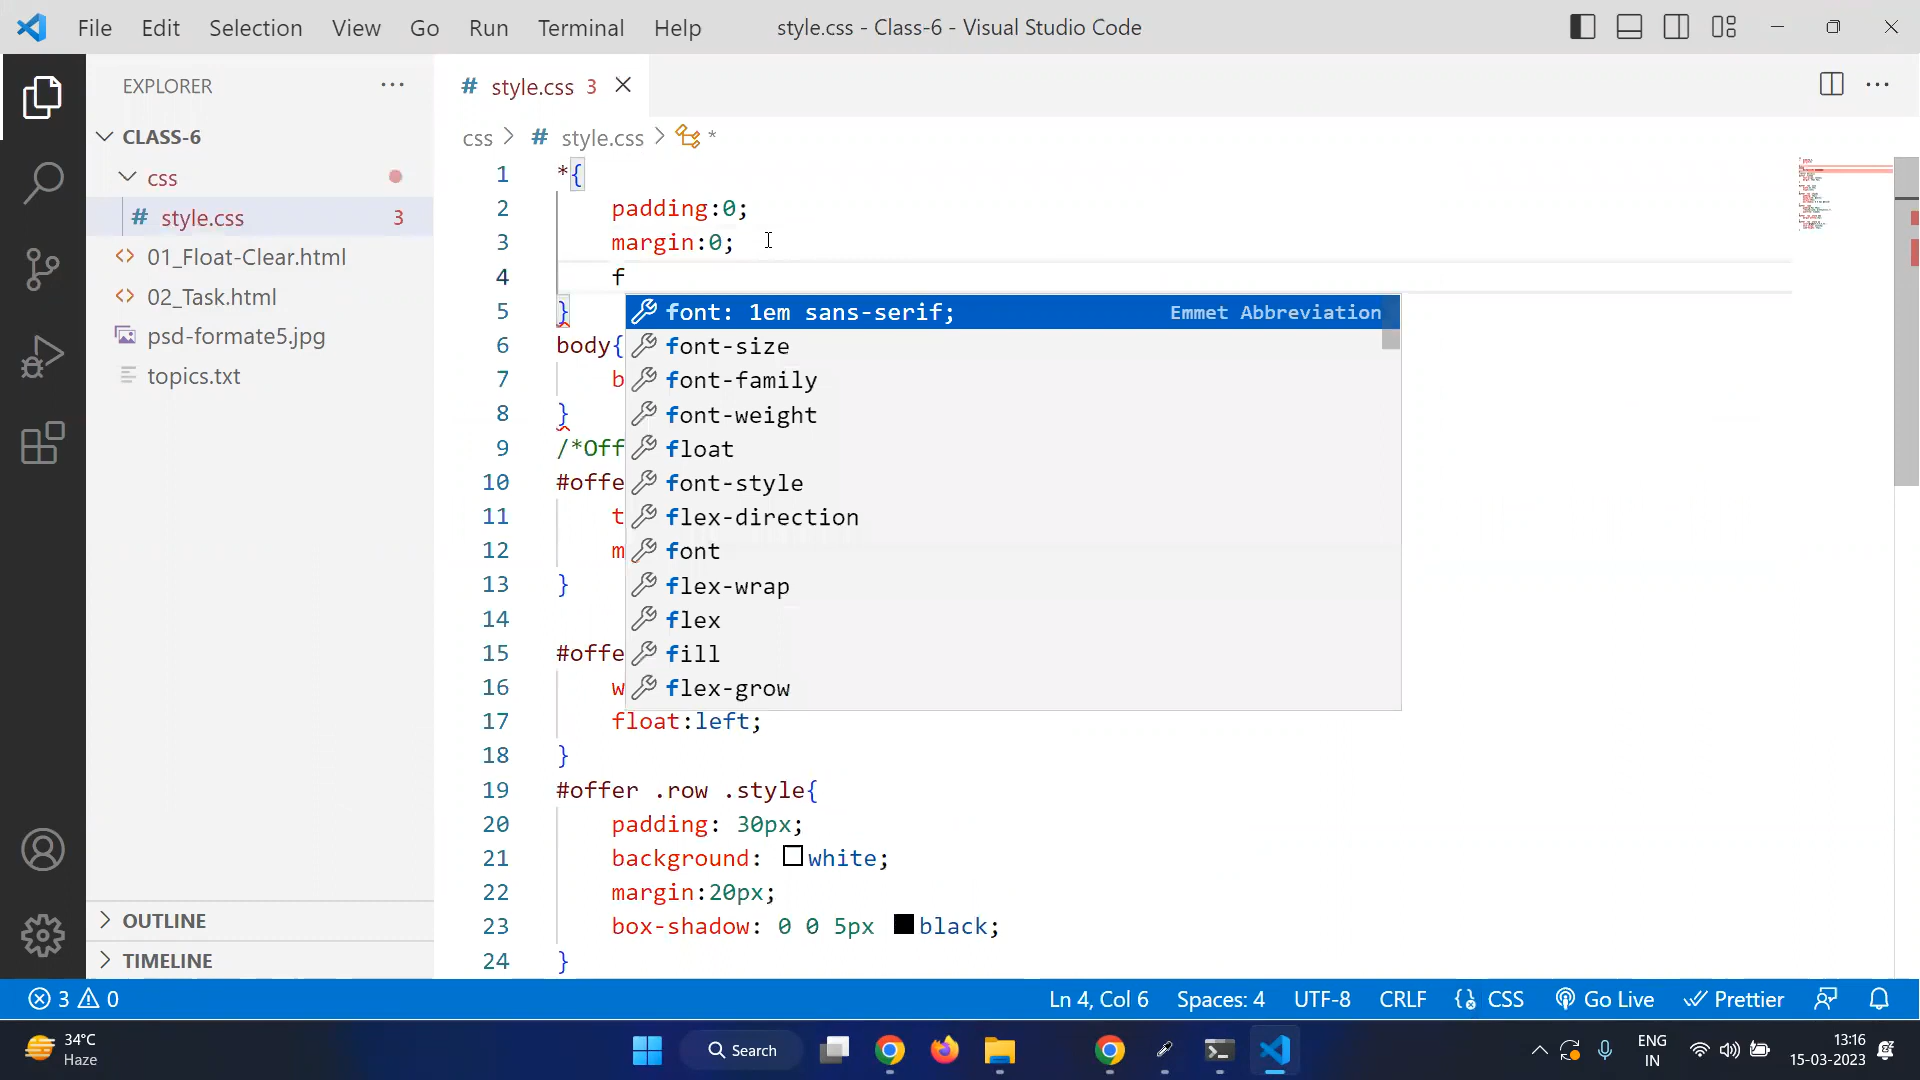 File Edit Selection View Go Run Terminal Help style.css - Class-6 - Visual Studio Code
EXPLORER ···
CLASS-6
css
# style.css 3
01_Float-Clear.html
02_Task.html
psd-formate5.jpg
topics.txt
OUTLINE
TIMELINE
# style.css 3
css > # style.css > *
1 *{
2 padding:0;
3 margin:0;
4 f
5 }
6 body{
7 b
8 }
9 /*Off
10 #offe
11 t
12 m
13 }
14
15 #offe
16 w
17 float:left;
18 }
19 #offer .row .style{
20 padding: 30px;
21 background: white;
22 margin:20px;
23 box-shadow: 0 0 5px black;
24 }
font: 1em sans-serif; Emmet Abbreviation
font-size
font-family
font-weight
float
font-style
flex-direction
font
flex-wrap
flex
fill
flex-grow
3 0 Ln 4, Col 6 Spaces: 4 UTF-8 CRLF CSS Go Live Prettier
34°C
Haze
Search
ENG
IN
13:16
15-03-2023